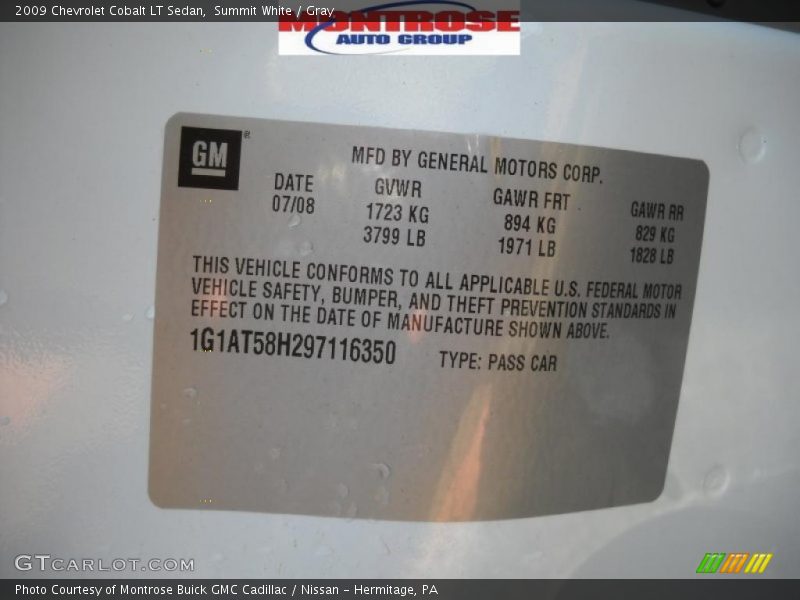 2009 Chevrolet Cobalt LT Sedan, Summit White / Gray
MONTROSE
AUTO GROUP
GM
MFD BY GENERAL MOTORS CORP.
DATE GVWR GAWR FRT GAWR RR
07/08 1723 KG 894 KG 829 KG
3799 LB 1971 LB 1828 LB
THIS VEHICLE CONFORMS TO ALL APPLICABLE U.S. FEDERAL MOTOR
VEHICLE SAFETY, BUMPER, AND THEFT PREVENTION STANDARDS IN
EFFECT ON THE DATE OF MANUFACTURE SHOWN ABOVE.
1G1AT58H297116350 TYPE: PASS CAR
GTCARLOT.COM
Photo Courtesy of Montrose Buick GMC Cadillac / Nissan - Hermitage, PA